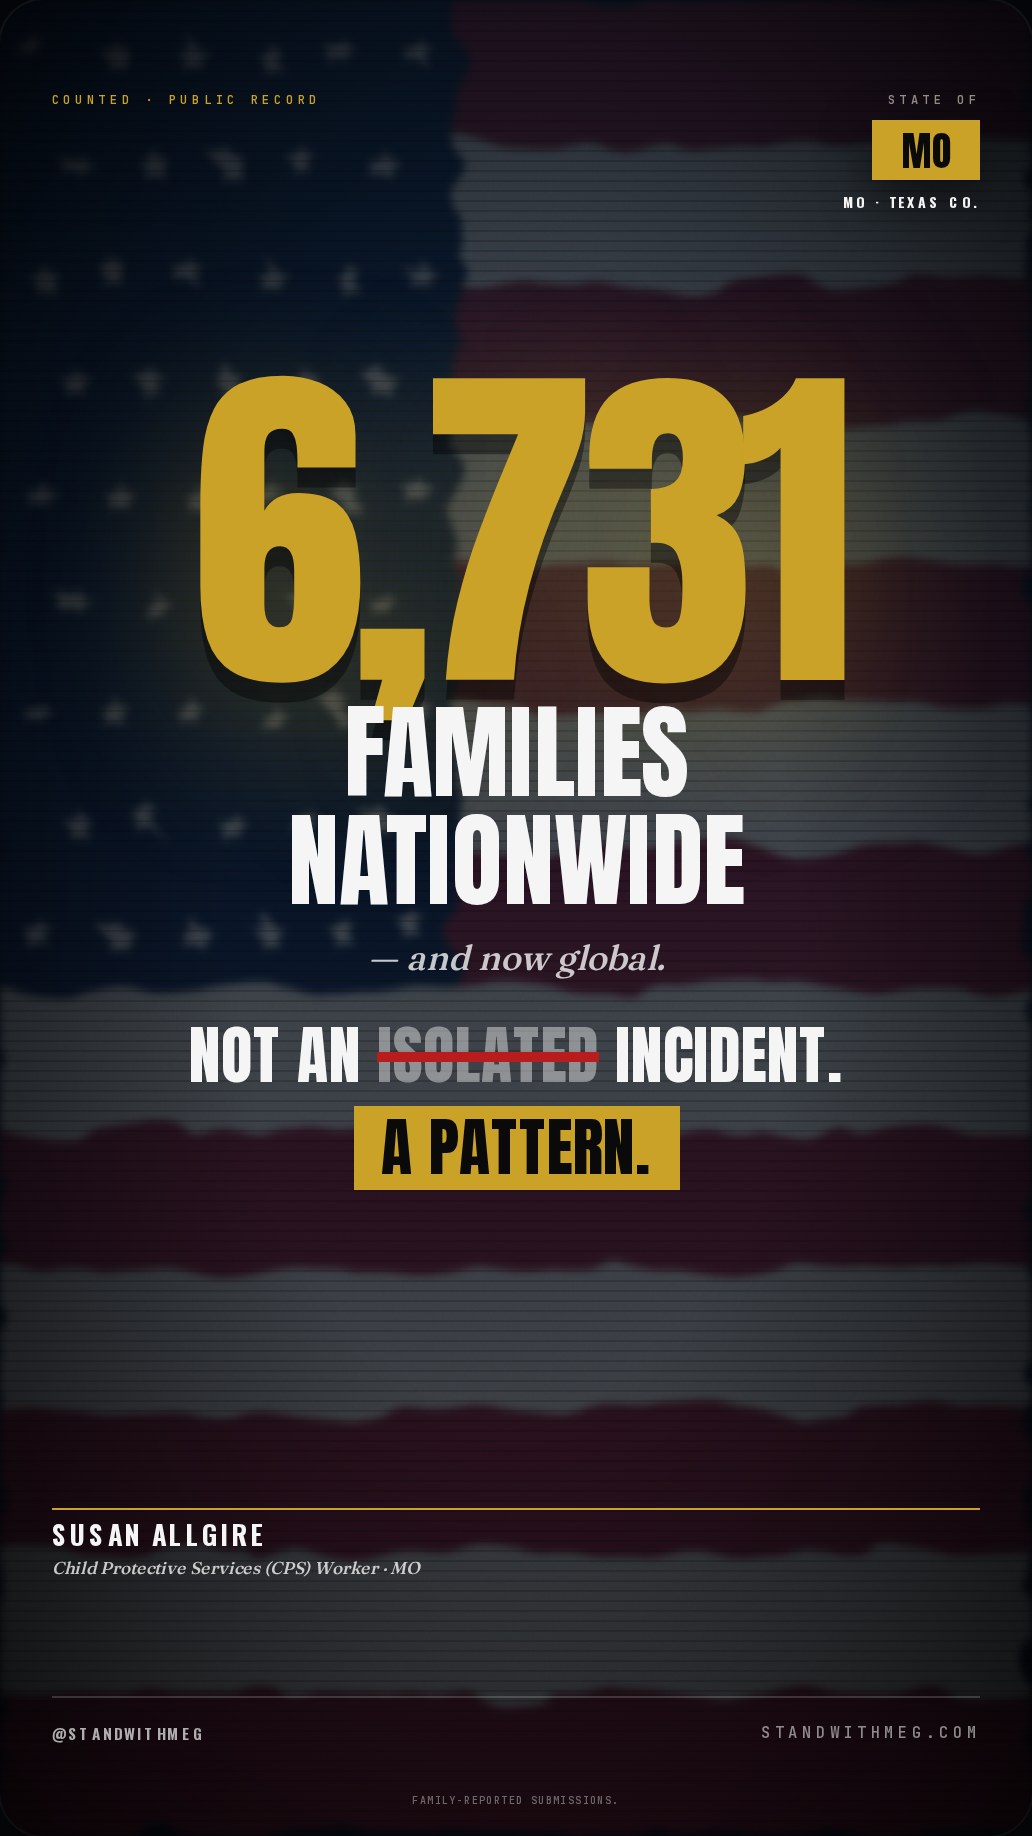 COUNTED · PUBLIC RECORD
STATE OF
MO
MO · TEXAS CO.
6,731
FAMILIES
NATIONWIDE
— and now global.
NOT AN ISOLATED INCIDENT.
A PATTERN.
SUSAN ALLGIRE
Child Protective Services (CPS) Worker · MO
@STANDWITHMEG
STANDWITHMEG.COM
FAMILY-REPORTED SUBMISSIONS.